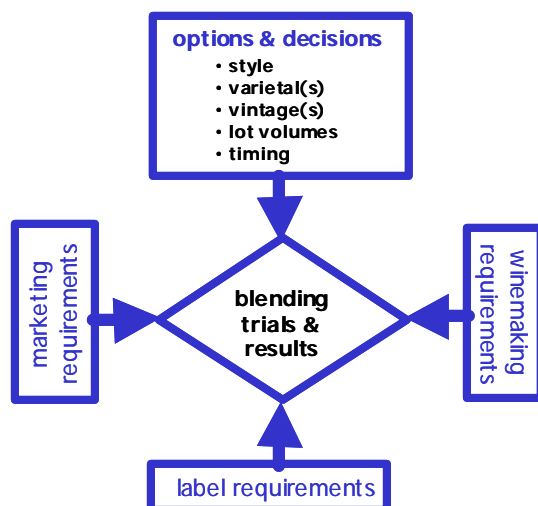 options & decisions
• style
• varietal(s)
• vintage(s)
• lot volumes
• timing
marketing
requirements
blending
trials &
results
winemaking
requirements
label requirements